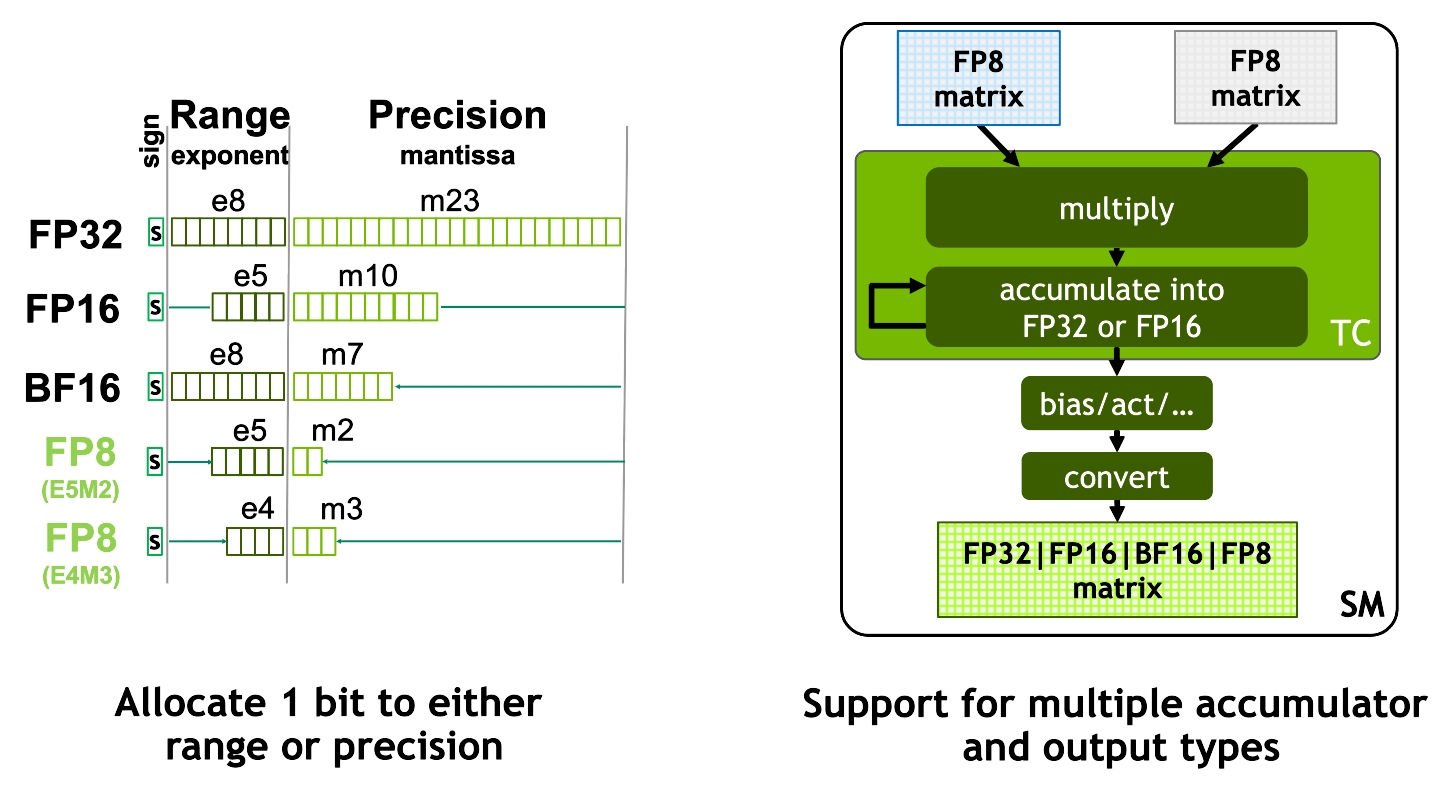 sign
Range
Precision
exponent
mantissa
e8
m23
FP32
S
e5
m10
FP16
S
e8
m7
BF16
S
e5
m2
FP8
(E5M2)
S
e4
m3
FP8
(E4M3)
S
Allocate 1 bit to either
range or precision
FP8
matrix
FP8
matrix
multiply
accumulate into
FP32 or FP16
TC
bias/act/…
convert
FP32|FP16|BF16|FP8
matrix
SM
Support for multiple accumulator
and output types